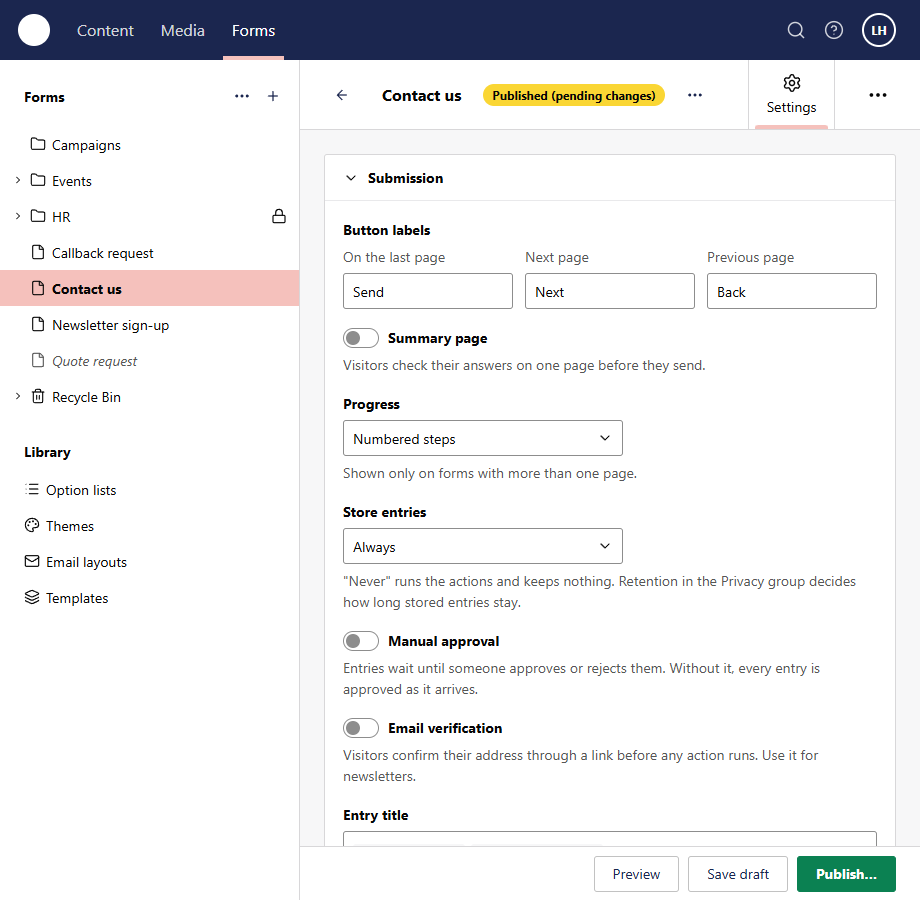 Content Media Forms LH
Forms
Campaigns
Events
HR
Callback request
Contact us
Newsletter sign-up
Quote request
Recycle Bin
Library
Option lists
Themes
Email layouts
Templates
Contact us Published (pending changes)
Settings
Submission
Button labels
On the last page Next page Previous page
Send Next Back
Summary page
Visitors check their answers on one page before they send.
Progress
Numbered steps
Shown only on forms with more than one page.
Store entries
Always
"Never" runs the actions and keeps nothing. Retention in the Privacy group decides
how long stored entries stay.
Manual approval
Entries wait until someone approves or rejects them. Without it, every entry is
approved as it arrives.
Email verification
Visitors confirm their address through a link before any action runs. Use it for
newsletters.
Entry title
Preview Save draft Publish...